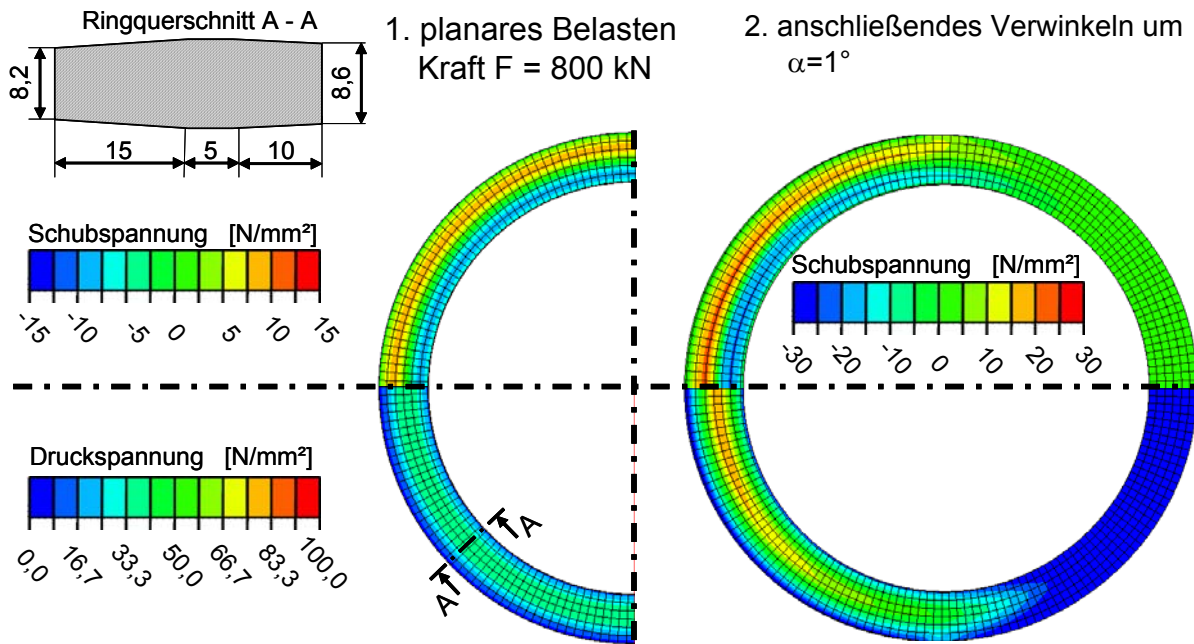 Ringquerschnitt A - A
8,2
8,6
15
5
10
1. planares Belasten
Kraft F = 800 kN
2. anschließendes Verwinkeln um
α=1°
Schubspannung [N/mm²]
-15 -10 -5 0 5 10 15
Schubspannung [N/mm²]
-30 -20 -10 0 10 20 30
Druckspannung [N/mm²]
0,0 16,7 33,3 50,0 66,7 83,3 100,0
A
A